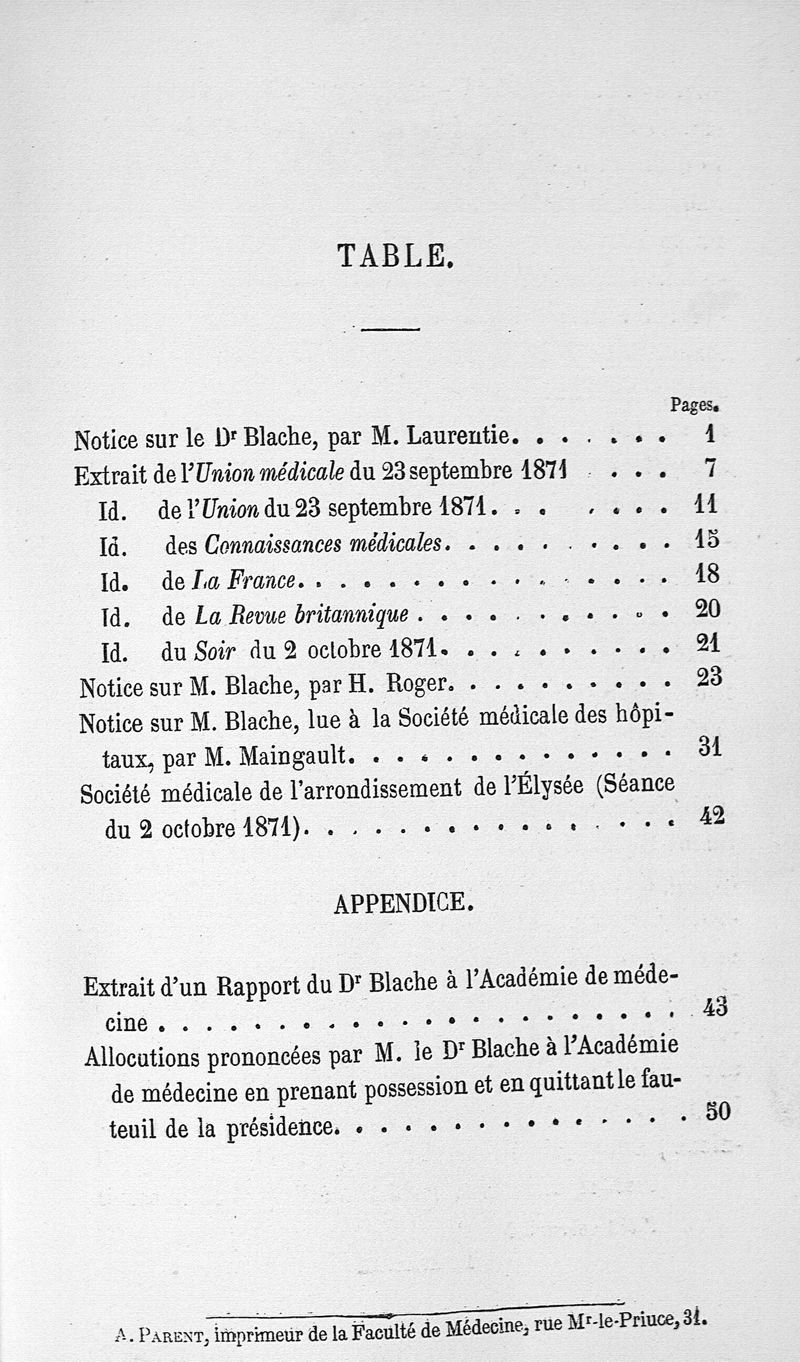 TABLE.
Pages.
Notice sur le Dr Blache, par M. Laurentie. . . . . . . . 1
Extrait de l'Union médicale du 23 septembre 1871 . . . . 7
Id. de l'Union du 23 septembre 1871. . . . . . . 11
Id. des Connaissances médicales. . . . . . . . . . 15
Id. de La France. . . . . . . . . . . . . . . . 18
Id. de La Revue britannique . . . . . . . . . . . 20
Id. du Soir du 2 octobre 1871. . . . . . . . . . 21
Notice sur M. Blache, par H. Roger. . . . . . . . . . 23
Notice sur M. Blache, lue à la Société médicale des hôpi-
taux, par M. Maingault. . . . . . . . . . . . . . 31
Société médicale de l'arrondissement de l'Élysée (Séance
du 2 octobre 1871). . . . . . . . . . . . . . . . 42
APPENDICE.
Extrait d'un Rapport du Dr Blache à l'Académie de méde-
cine . . . . . . . . . . . . . . . . . . . . . . 43
Allocutions prononcées par M. le Dr Blache à l'Académie
de médecine en prenant possession et en quittant le fau-
teuil de la présidence. . . . . . . . . . . . . . . 50
A. PARENT, imprimeur de la Faculté de Médecine, rue Mr-le-Priuce, 31.